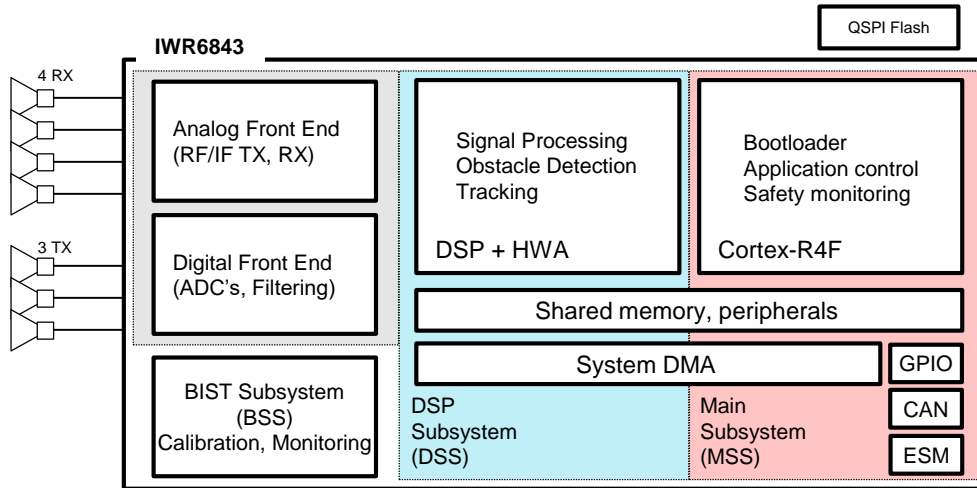 QSPI Flash
IWR6843
4 RX
Analog Front End
(RF/IF TX, RX)
Signal Processing
Obstacle Detection
Tracking
DSP + HWA
Bootloader
Application control
Safety monitoring
Cortex-R4F
3 TX
Digital Front End
(ADC's, Filtering)
Shared memory, peripherals
System DMA
GPIO
BIST Subsystem
(BSS)
Calibration, Monitoring
DSP
Subsystem
(DSS)
Main
Subsystem
(MSS)
CAN
ESM